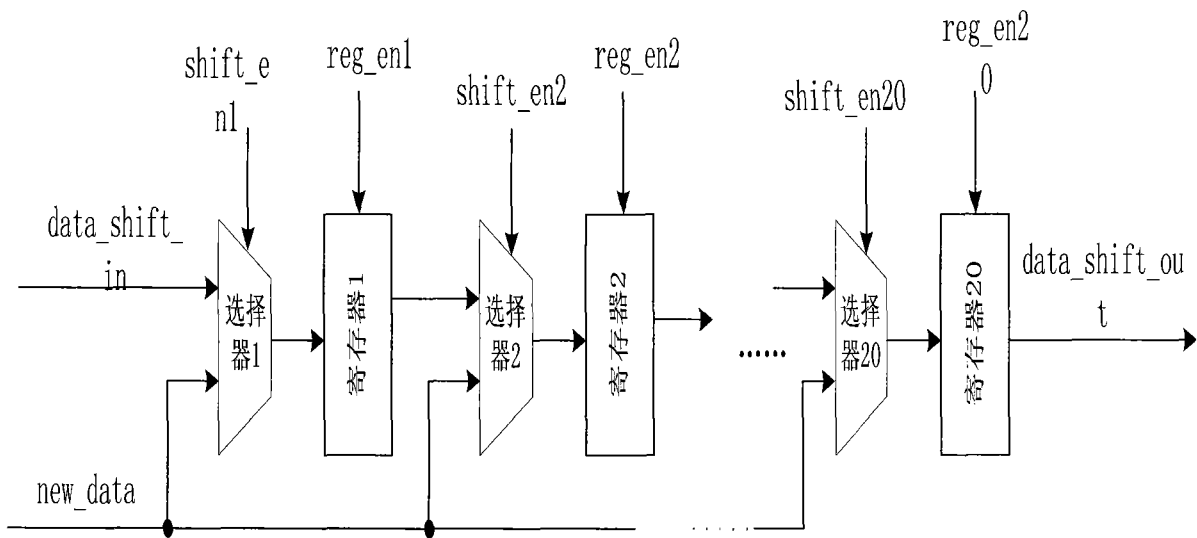 shift_e
n1
reg_en1
shift_en2
reg_en2
shift_en20
reg_en2
0
data_shift_
in
选择
器1
寄存器1
选择
器2
寄存器2
......
选择
器20
寄存器20
data_shift_ou
t
new_data
......